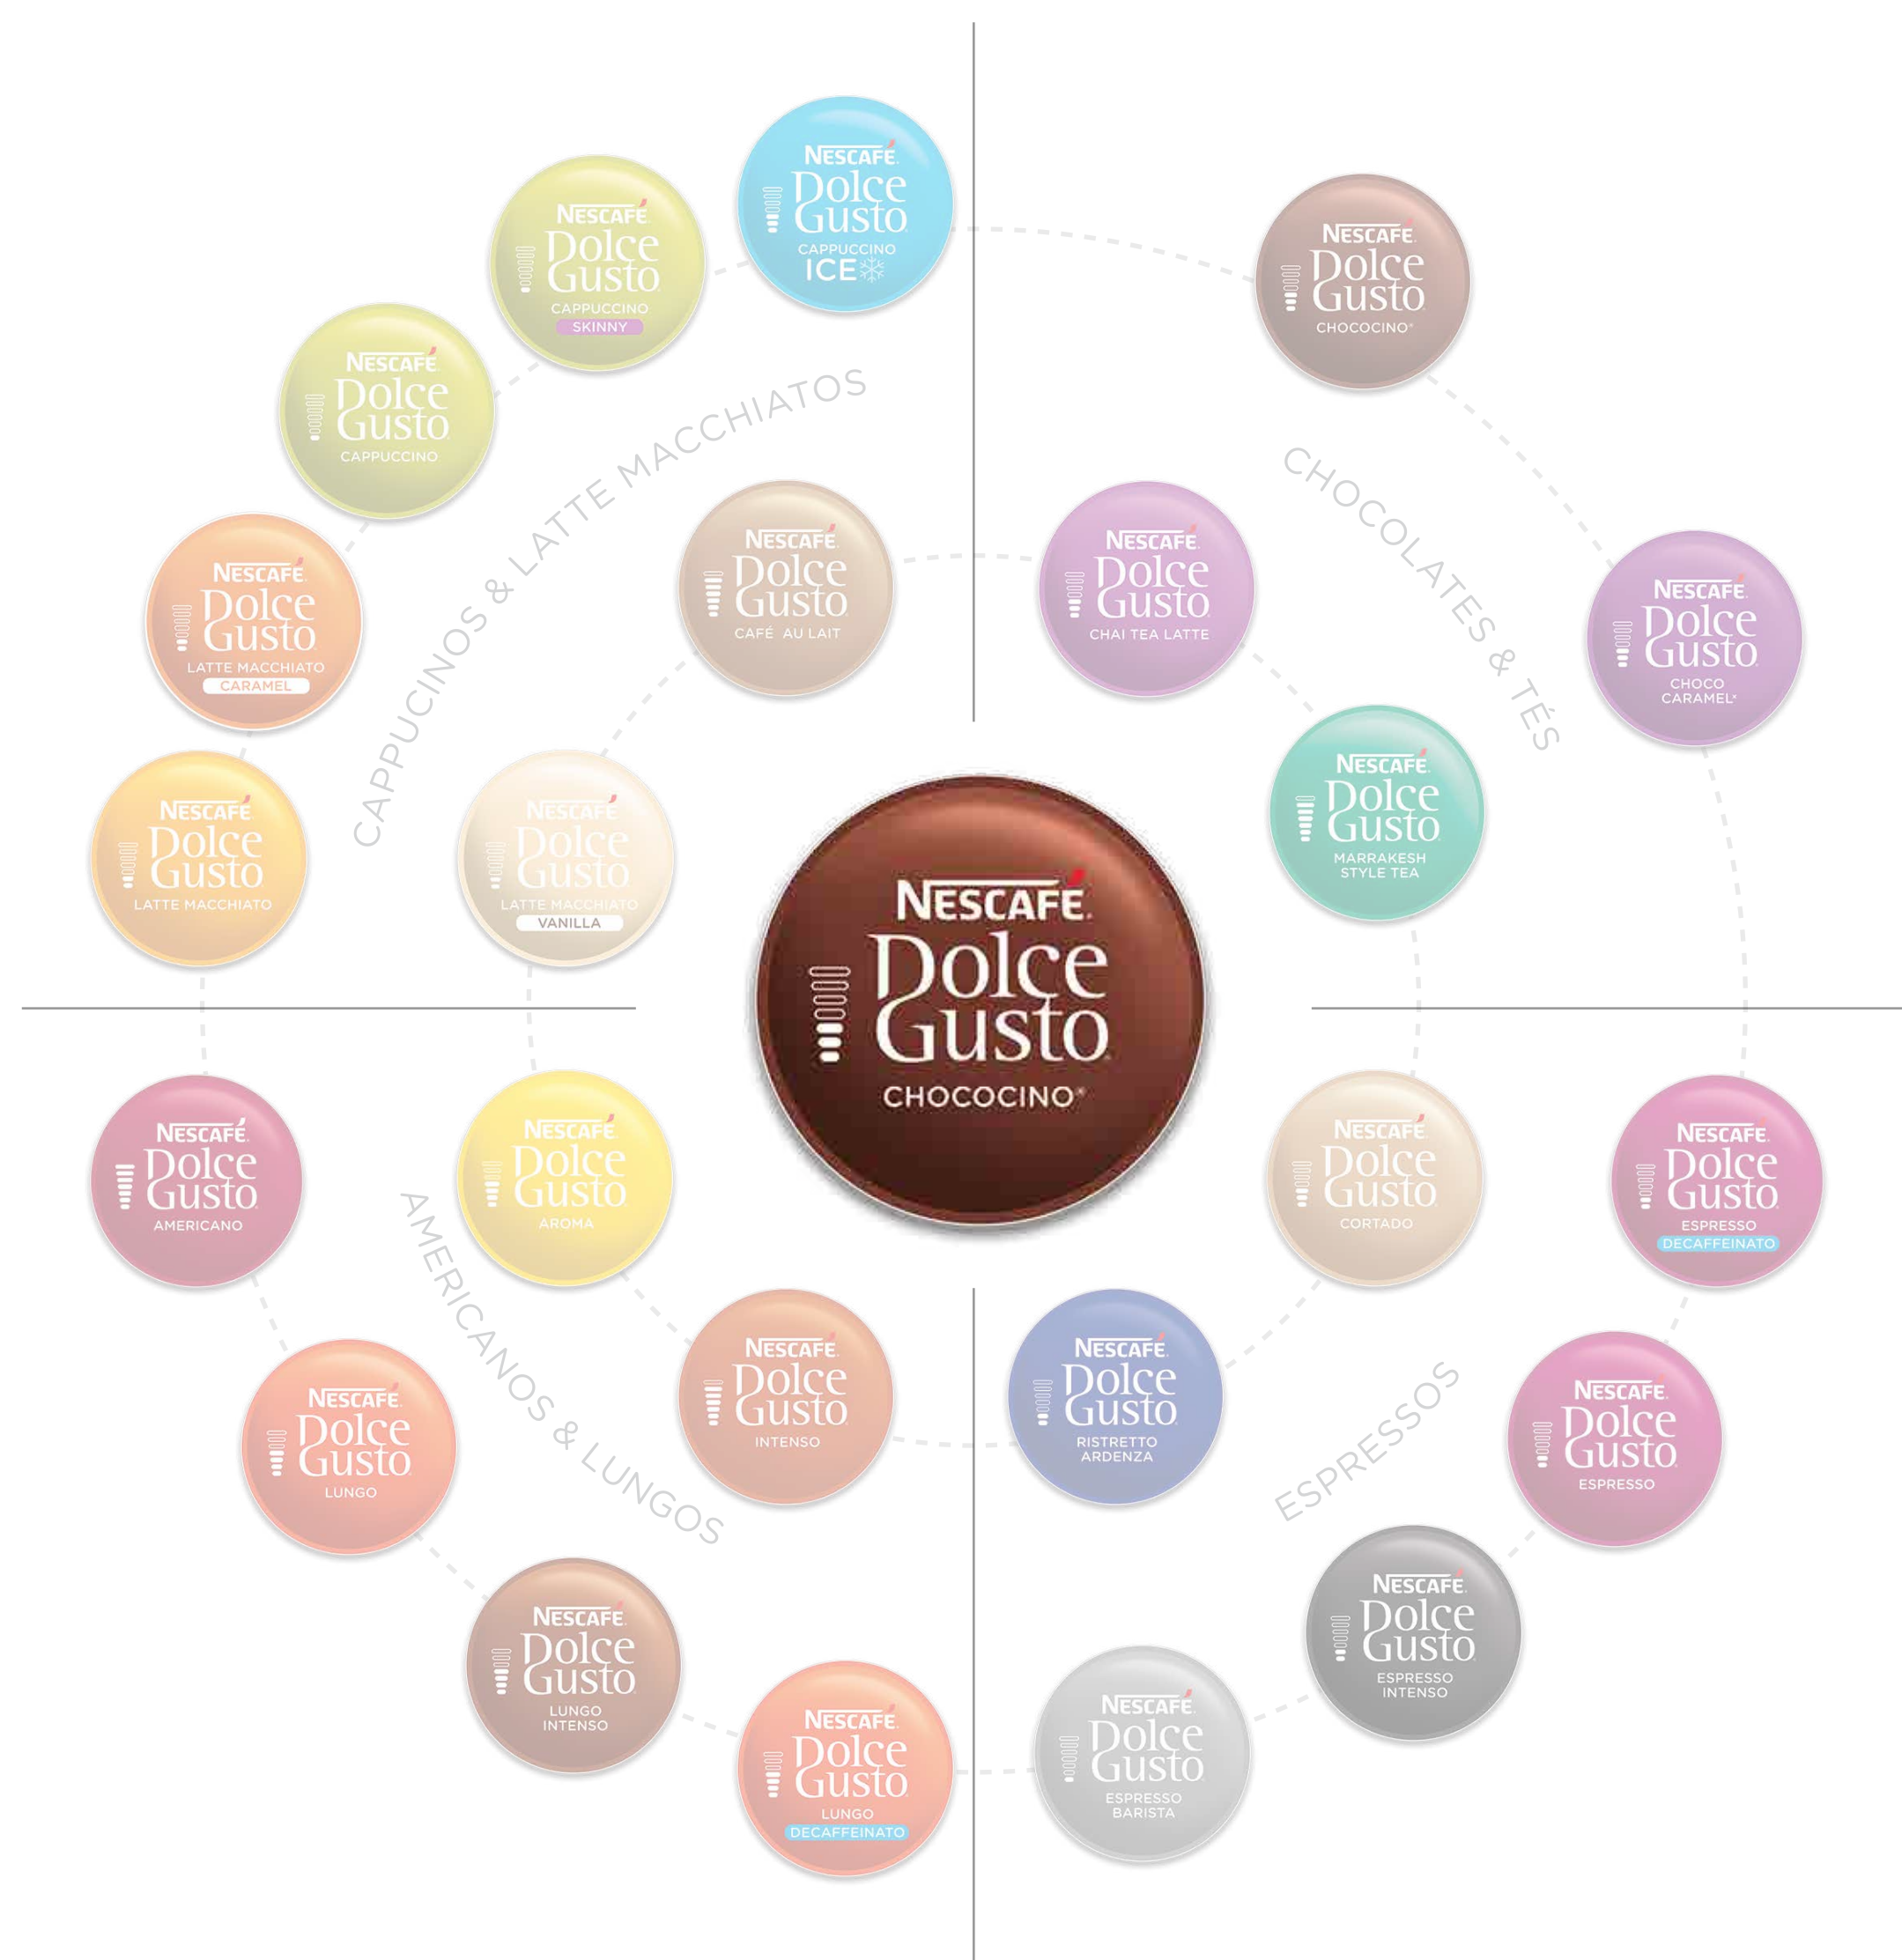 NESCAFÉ
Dolce
Gusto
CAPPUCCINO
ICE
NESCAFÉ
Dolce
Gusto
CAPPUCCINO
SKINNY
NESCAFÉ
Dolce
Gusto
CAPPUCCINO
NESCAFÉ
Dolce
Gusto
LATTE MACCHIATO
CARAMEL
NESCAFÉ
Dolce
Gusto
LATTE MACCHIATO
CAPPUCINOS & LATTE MACCHIATOS
NESCAFÉ
Dolce
Gusto
CAFÉ AU LAIT
NESCAFÉ
Dolce
Gusto
LATTE MACCHIATO
VANILLA
NESCAFÉ
Dolce
Gusto
CHOCOCINO®
CHOCOLATES & TÉS
NESCAFÉ
Dolce
Gusto
CHAI TEA LATTE
NESCAFÉ
Dolce
Gusto
CHOCO
CARAMEL®
NESCAFÉ
Dolce
Gusto
MARRAKESH
STYLE TEA
NESCAFÉ
Dolce
Gusto
CHOCOCINO®
NESCAFÉ
Dolce
Gusto
AMERICANO
NESCAFÉ
Dolce
Gusto
AROMA
AMERICANOS & LUNGOS
NESCAFÉ
Dolce
Gusto
INTENSO
NESCAFÉ
Dolce
Gusto
LUNGO
NESCAFÉ
Dolce
Gusto
LUNGO
INTENSO
NESCAFÉ
Dolce
Gusto
LUNGO
DECAFFEINATO
NESCAFÉ
Dolce
Gusto
CORTADO
NESCAFÉ
Dolce
Gusto
ESPRESSO
DECAFFEINATO
NESCAFÉ
Dolce
Gusto
RISTRETTO
ARDENZA
ESPRESSOS
NESCAFÉ
Dolce
Gusto
ESPRESSO
NESCAFÉ
Dolce
Gusto
ESPRESSO
INTENSO
NESCAFÉ
Dolce
Gusto
ESPRESSO
BARISTA